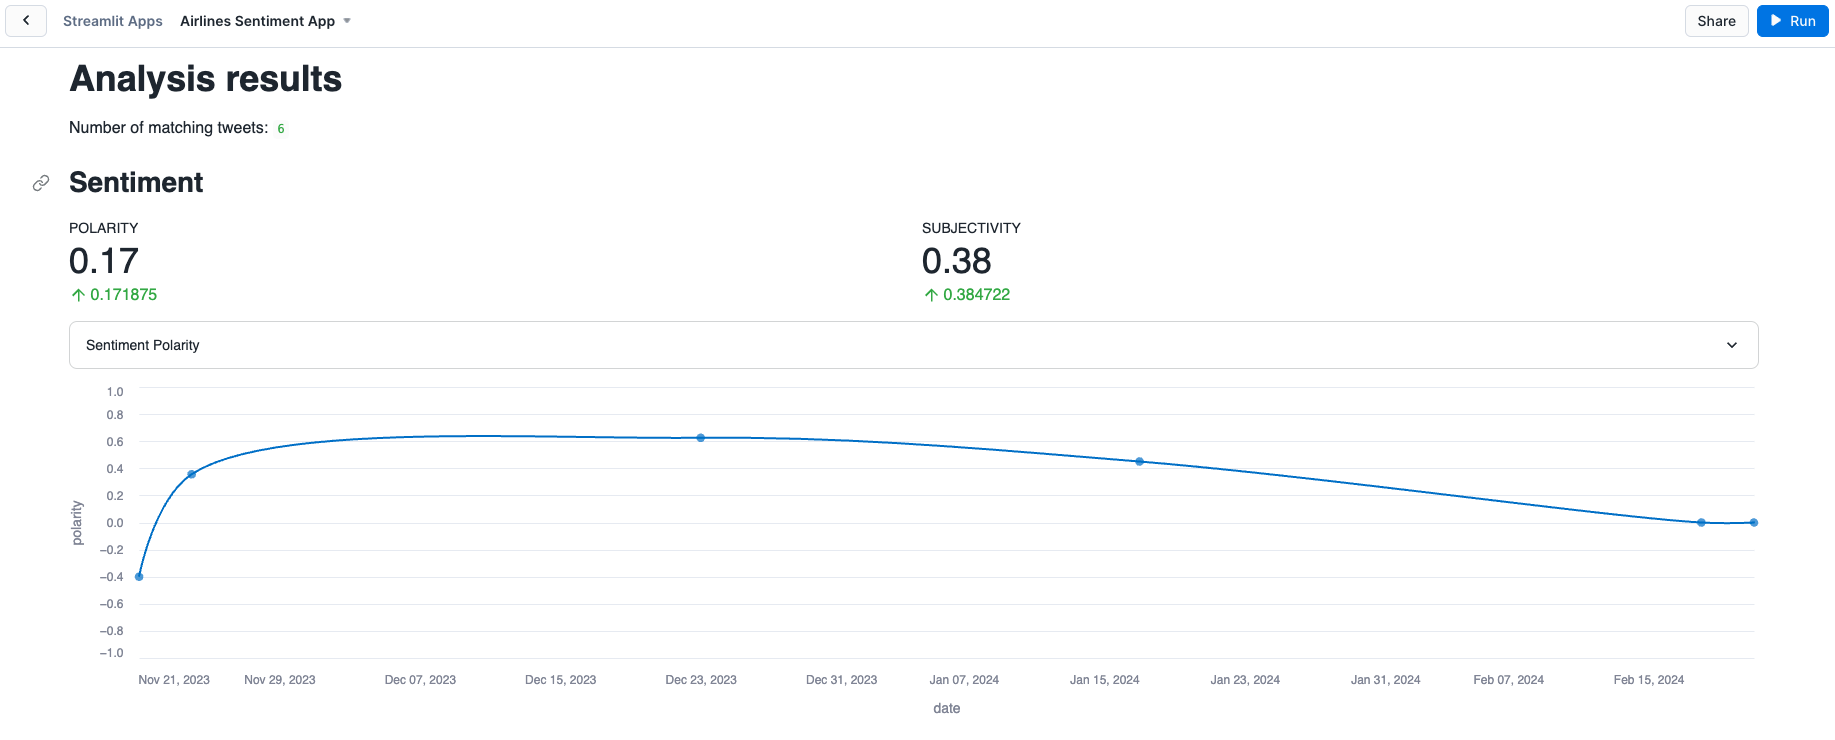 Streamlit Apps Airlines Sentiment App Share Run
Analysis results
Number of matching tweets: 6
Sentiment
POLARITY SUBJECTIVITY
0.17 0.38
↑ 0.171875 ↑ 0.384722
Sentiment Polarity
1.0
0.8
0.6
0.4
0.2
0.0
−0.2
−0.4
−0.6
−0.8
−1.0
polarity
Nov 21, 2023 Nov 29, 2023 Dec 07, 2023 Dec 15, 2023 Dec 23, 2023 Dec 31, 2023 Jan 07, 2024 Jan 15, 2024 Jan 23, 2024 Jan 31, 2024 Feb 07, 2024 Feb 15, 2024
date